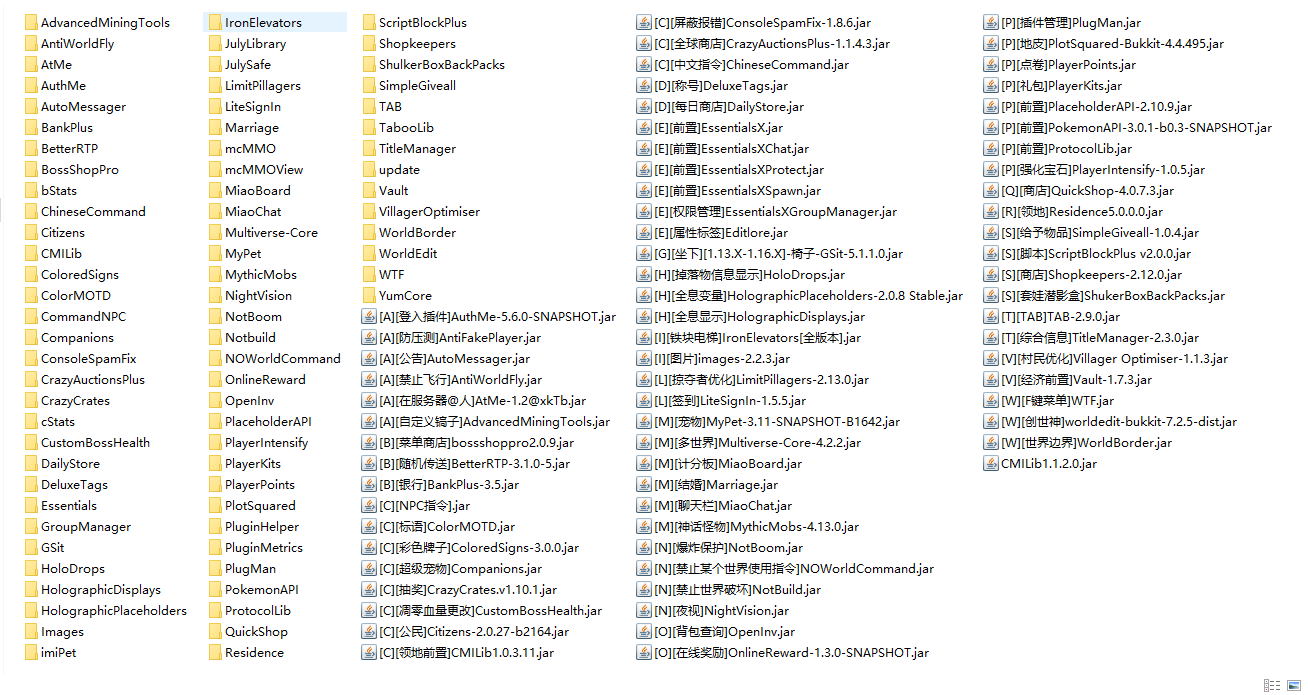 AdvancedMiningTools
AntiWorldFly
AtMe
AuthMe
AutoMessager
BankPlus
BetterRTP
BossShopPro
bStats
ChineseCommand
Citizens
CMILib
ColoredSigns
ColorMOTD
CommandNPC
Companions
ConsoleSpamFix
CrazyAuctionsPlus
CrazyCrates
cStats
CustomBossHealth
DailyStore
DeluxeTags
Essentials
GroupManager
GSit
HoloDrops
HolographicDisplays
HolographicPlaceholders
Images
imiPet
IronElevators
JulyLibrary
JulySafe
LimitPillagers
LiteSignIn
Marriage
mcMMO
mcMMOView
MiaoBoard
MiaoChat
Multiverse-Core
MyPet
MythicMobs
NightVision
NotBoom
Notbuild
NOWorldCommand
OnlineReward
OpenInv
PlaceholderAPI
PlayerIntensify
PlayerKits
PlayerPoints
PlotSquared
PluginHelper
PluginMetrics
PlugMan
PokemonAPI
ProtocolLib
QuickShop
Residence
ScriptBlockPlus
Shopkeepers
ShulkerBoxBackPacks
SimpleGiveall
TAB
TabooLib
TitleManager
update
Vault
VillagerOptimiser
WorldBorder
WorldEdit
WTF
YumCore
[A][登入插件]AuthMe-5.6.0-SNAPSHOT.jar
[A][防压测]AntiFakePlayer.jar
[A][公告]AutoMessager.jar
[A][禁止飞行]AntiWorldFly.jar
[A][在服务器@人]AtMe-1.2@xkTb.jar
[A][自定义镐子]AdvancedMiningTools.jar
[B][菜单商店]bossshoppro2.0.9.jar
[B][随机传送]BetterRTP-3.1.0-5.jar
[B][银行]BankPlus-3.5.jar
[C][NPC指令].jar
[C][标语]ColorMOTD.jar
[C][彩色牌子]ColoredSigns-3.0.0.jar
[C][超级宠物]Companions.jar
[C][抽奖]CrazyCrates.v1.10.1.jar
[C][凋零血量更改]CustomBossHealth.jar
[C][公民]Citizens-2.0.27-b2164.jar
[C][领地前置]CMILib1.0.3.11.jar
[C][屏蔽报错]ConsoleSpamFix-1.8.6.jar
[C][全球商店]CrazyAuctionsPlus-1.1.4.3.jar
[C][中文指令]ChineseCommand.jar
[D][称号]DeluxeTags.jar
[D][每日商店]DailyStore.jar
[E][前置]EssentialsX.jar
[E][前置]EssentialsXChat.jar
[E][前置]EssentialsXProtect.jar
[E][前置]EssentialsXSpawn.jar
[E][权限管理]EssentialsXGroupManager.jar
[E][属性标签]Editlore.jar
[G][坐下][1.13.X-1.16.X]-椅子-GSit-5.1.1.0.jar
[H][掉落物信息显示]HoloDrops.jar
[H][全息变量]HolographicPlaceholders-2.0.8 Stable.jar
[H][全息显示]HolographicDisplays.jar
[I][铁块电梯]IronElevators[全版本].jar
[I][图片]images-2.2.3.jar
[L][掠夺者优化]LimitPillagers-2.13.0.jar
[L][签到]LiteSignIn-1.5.5.jar
[M][宠物]MyPet-3.11-SNAPSHOT-B1642.jar
[M][多世界]Multiverse-Core-4.2.2.jar
[M][计分板]MiaoBoard.jar
[M][结婚]Marriage.jar
[M][聊天栏]MiaoChat.jar
[M][神话怪物]MythicMobs-4.13.0.jar
[N][爆炸保护]NotBoom.jar
[N][禁止某个世界使用指令]NOWorldCommand.jar
[N][禁止世界破坏]NotBuild.jar
[N][夜视]NightVision.jar
[O][背包查询]OpenInv.jar
[O][在线奖励]OnlineReward-1.3.0-SNAPSHOT.jar
[P][插件管理]PlugMan.jar
[P][地皮]PlotSquared-Bukkit-4.4.495.jar
[P][点卷]PlayerPoints.jar
[P][礼包]PlayerKits.jar
[P][前置]PlaceholderAPI-2.10.9.jar
[P][前置]PokemonAPI-3.0.1-b0.3-SNAPSHOT.jar
[P][前置]ProtocolLib.jar
[P][强化宝石]PlayerIntensify-1.0.5.jar
[Q][商店]QuickShop-4.0.7.3.jar
[R][领地]Residence5.0.0.0.jar
[S][给予物品]SimpleGiveall-1.0.4.jar
[S][脚本]ScriptBlockPlus v2.0.0.jar
[S][商店]Shopkeepers-2.12.0.jar
[S][套娃潜影盒]ShukerBoxBackPacks.jar
[T][TAB]TAB-2.9.0.jar
[T][综合信息]TitleManager-2.3.0.jar
[V][村民优化]Villager Optimiser-1.1.3.jar
[V][经济前置]Vault-1.7.3.jar
[W][F键菜单]WTF.jar
[W][创世神]worldedit-bukkit-7.2.5-dist.jar
[W][世界边界]WorldBorder.jar
CMILib1.1.2.0.jar